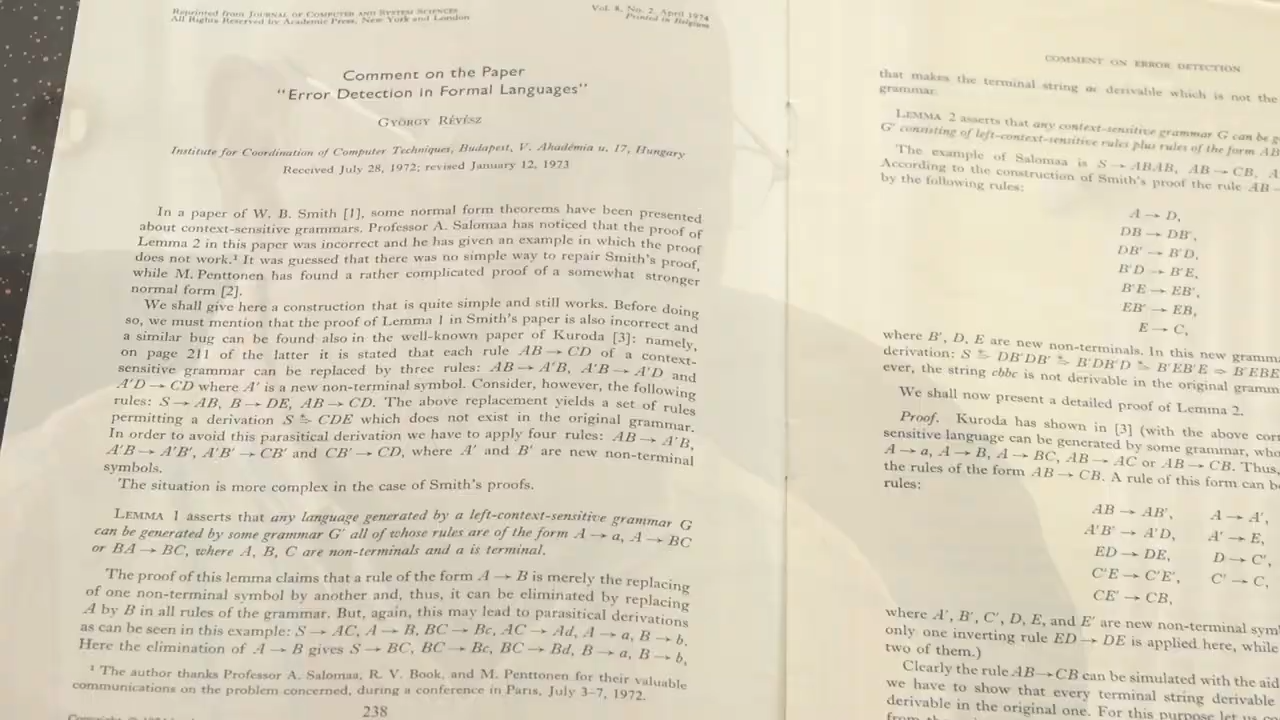 Reprinted from JOURNAL OF COMPUTER AND SYSTEM SCIENCES
All Rights Reserved by Academic Press, New York and London
Vol. 8, No. 2, April 1974
Printed in Belgium
Comment on the Paper
"Error Detection in Formal Languages"
GYÖRGY RÉVÉSZ
Institute for Coordination of Computer Techniques, Budapest, V. Akadémia u. 17, Hungary
Received July 28, 1972; revised January 12, 1973
In a paper of W. B. Smith [1], some normal form theorems have been presented
about context-sensitive grammars. Professor A. Salomaa has noticed that the proof of
Lemma 2 in this paper was incorrect and he has given an example in which the proof
does not work.¹ It was guessed that there was no simple way to repair Smith's proof,
while M. Penttonen has found a rather complicated proof of a somewhat stronger
normal form [2].
We shall give here a construction that is quite simple and still works. Before doing
so, we must mention that the proof of Lemma 1 in Smith's paper is also incorrect and
a similar bug can be found also in the well-known paper of Kuroda [3]: namely,
on page 211 of the latter it is stated that each rule AB → CD of a context-
sensitive grammar can be replaced by three rules: AB → A'B, A'B → A'D and
A'D → CD where A' is a new non-terminal symbol. Consider, however, the following
rules: S → AB, B → DE, AB → CD. The above replacement yields a set of rules
permitting a derivation S ⇒ CDE which does not exist in the original grammar.
In order to avoid this parasitical derivation we have to apply four rules: AB → A'B,
A'B → A'B', A'B' → CB' and CB' → CD, where A' and B' are new non-terminal
symbols.
The situation is more complex in the case of Smith's proofs.
LEMMA 1 asserts that any language generated by a left-context-sensitive grammar G
can be generated by some grammar G' all of whose rules are of the form A → a, A → BC
or BA → BC, where A, B, C are non-terminals and a is terminal.
The proof of this lemma claims that a rule of the form A → B is merely the replacing
of one non-terminal symbol by another and, thus, it can be eliminated by replacing
A by B in all rules of the grammar. But, again, this may lead to parasitical derivations
as can be seen in this example: S → AC, A → B, BC → Bc, AC → Ad, A → a, B → b.
Here the elimination of A → B gives S → BC, BC → Bc, BC → Bd, B → a, B → b,
¹ The author thanks Professor A. Salomaa, R. V. Book, and M. Penttonen for their valuable
communications on the problem concerned, during a conference in Paris, July 3–7, 1972.
238
COMMENT ON ERROR DETECTION
that makes the terminal string ac derivable which is not the
grammar.
LEMMA 2 asserts that any context-sensitive grammar G can be g
G' consisting of left-context-sensitive rules plus rules of the form AB
The example of Salomaa is S → ABAB, AB → CB, A
According to the construction of Smith's proof the rule AB
by the following rules:
A → D,
DB → DB',
DB' → B'D,
B'D → B'E,
B'E → EB',
EB' → EB,
E → C,
where B', D, E are new non-terminals. In this new gramm
derivation: S ⇒ DB'DB' ⇒ B'DB'D ⇒ B'EB'E ⇒ B'EBE
ever, the string cbbc is not derivable in the original gramm
We shall now present a detailed proof of Lemma 2.
Proof. Kuroda has shown in [3] (with the above corr
sensitive language can be generated by some grammar, who
A → a, A → B, A → BC, AB → AC or AB → CB. Thus,
the rules of the form AB → CB. A rule of this form can be
rules:
AB → AB', A → A',
A'B' → A'D, A' → E,
ED → DE, D → C',
C'E → C'E', C' → C,
CE' → CB,
where A', B', C', D, E, and E' are new non-terminal sym
only one inverting rule ED → DE is applied here, while
two of them.)
Clearly the rule AB → CB can be simulated with the aid
we have to show that every terminal string derivable
derivable in the original one. For this purpose let us